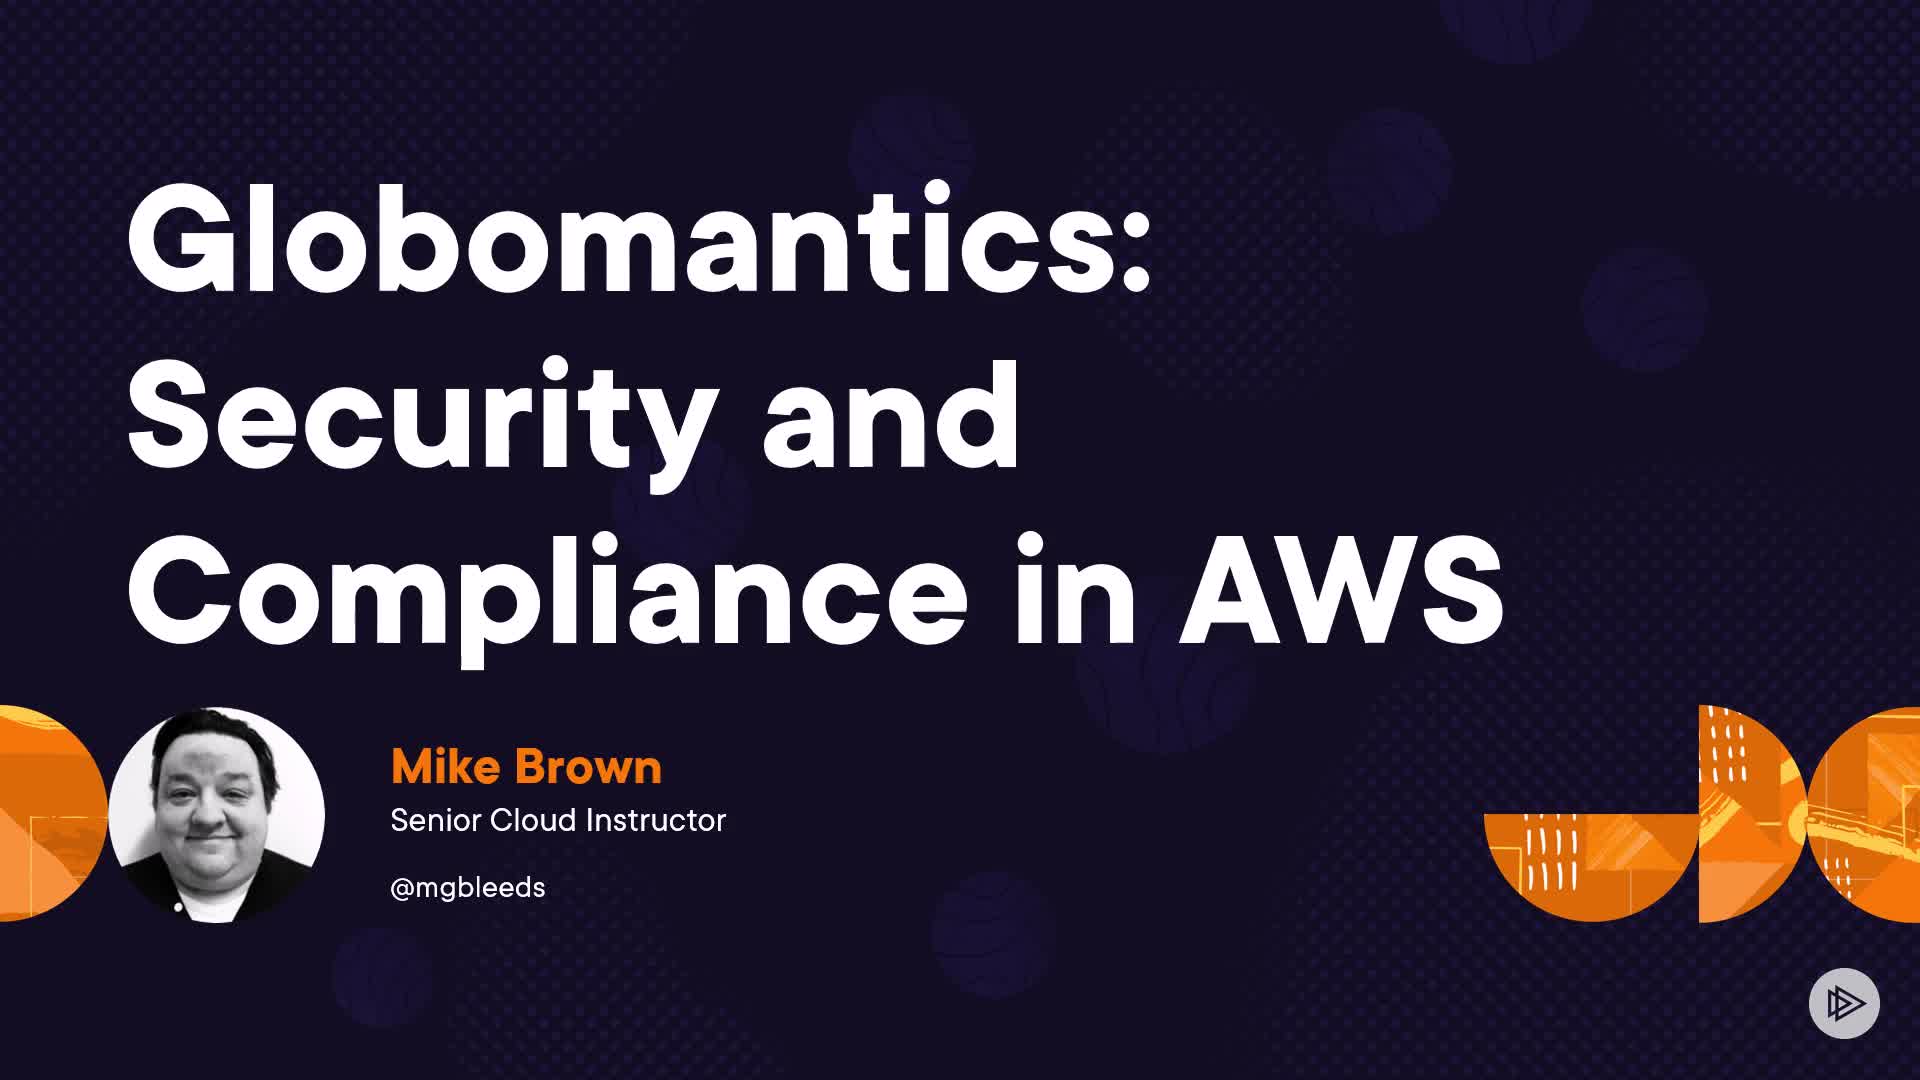 Globomantics:
Security and
Compliance in AWS
Mike Brown
Senior Cloud Instructor
@mgbleeds